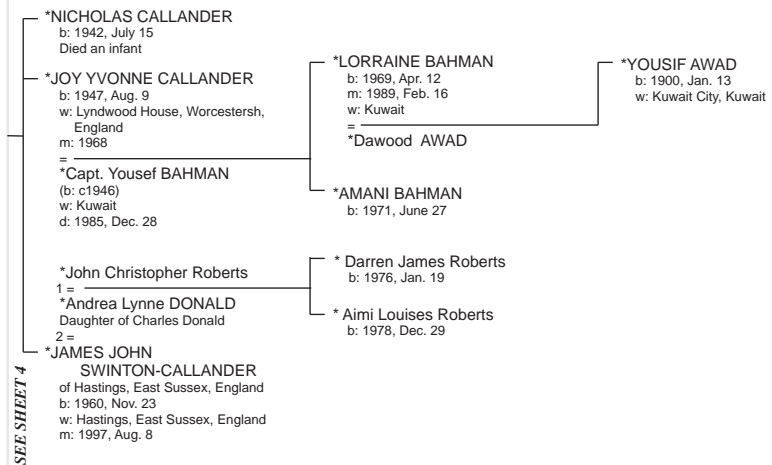 *NICHOLAS CALLANDER
b: 1942, July 15
Died an infant
*JOY YVONNE CALLANDER
b: 1947, Aug. 9
w: Lyndwood House, Worcestersh,
England
m: 1968
=
*Capt. Yousef BAHMAN
(b: c1946)
w: Kuwait
d: 1985, Dec. 28
*LORRAINE BAHMAN
b: 1969, Apr. 12
m: 1989, Feb. 16
w: Kuwait
=
*Dawood AWAD
*YOUSIF AWAD
b: 1900, Jan. 13
w: Kuwait City, Kuwait
*AMANI BAHMAN
b: 1971, June 27
*John Christopher Roberts
1 =
*Andrea Lynne DONALD
Daughter of Charles Donald
2 =
* Darren James Roberts
b: 1976, Jan. 19
* Aimi Louises Roberts
b: 1978, Dec. 29
*JAMES JOHN
SWINTON-CALLANDER
of Hastings, East Sussex, England
b: 1960, Nov. 23
w: Hastings, East Sussex, England
m: 1997, Aug. 8
SEE SHEET 4